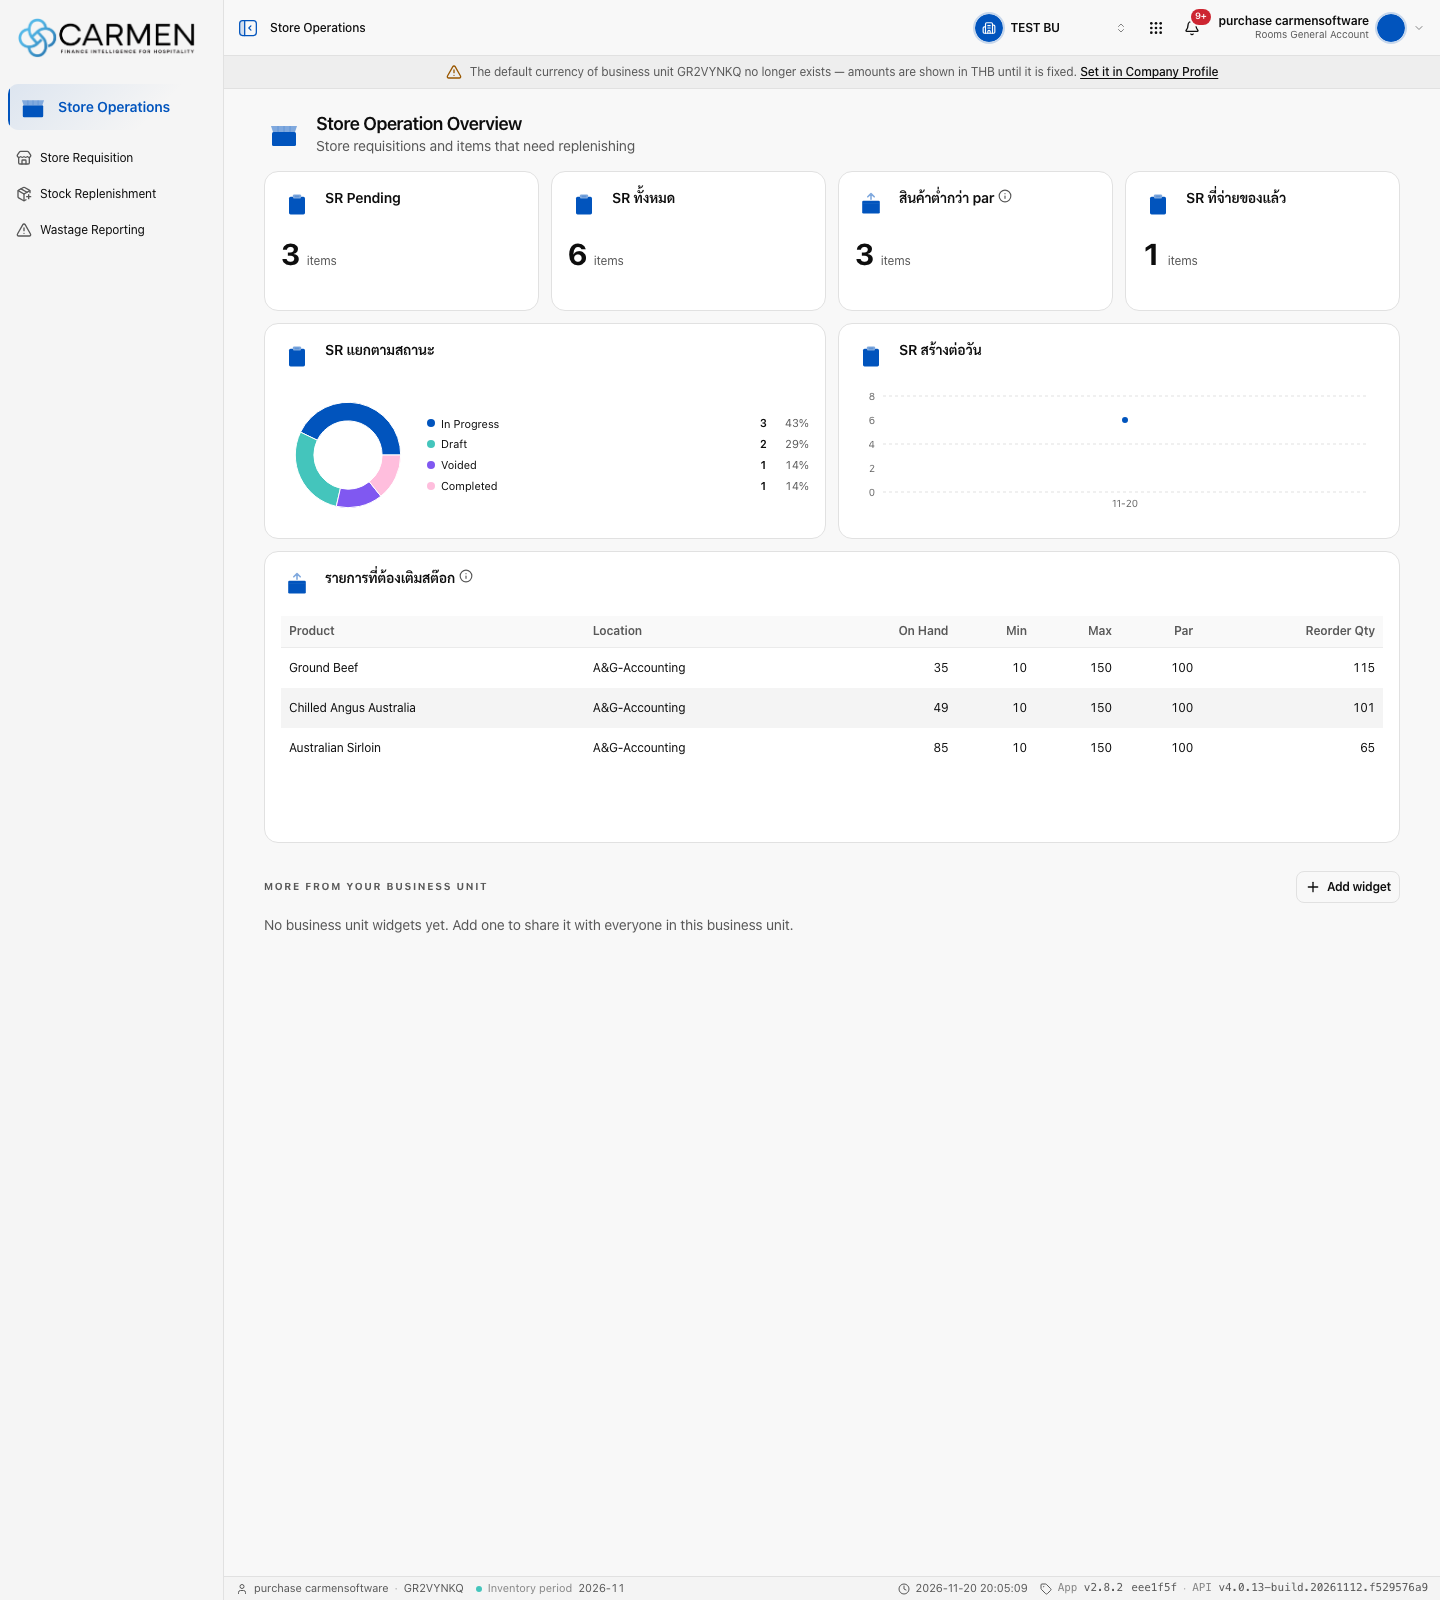 CARMEN
FINANCE INTELLIGENCE FOR HOSPITALITY
Store Operations
Store Requisition
Stock Replenishment
Wastage Reporting
Store Operations
TEST BU
9+
purchase carmensoftware
Rooms General Account
The default currency of business unit GR2VYNKQ no longer exists — amounts are shown in THB until it is fixed. Set it in Company Profile
Store Operation Overview
Store requisitions and items that need replenishing
SR Pending
3 items
SR ทั้งหมด
6 items
สินค้าต่ำกว่า par
3 items
SR ที่จ่ายของแล้ว
1 items
SR แยกตามสถานะ
In Progress 3 43%
Draft 2 29%
Voided 1 14%
Completed 1 14%
SR สร้างต่อวัน
8
6
4
2
0
11-20
รายการที่ต้องเติมสต๊อก
Product Location On Hand Min Max Par Reorder Qty
Ground Beef A&G-Accounting 35 10 150 100 115
Chilled Angus Australia A&G-Accounting 49 10 150 100 101
Australian Sirloin A&G-Accounting 85 10 150 100 65
MORE FROM YOUR BUSINESS UNIT
Add widget
No business unit widgets yet. Add one to share it with everyone in this business unit.
purchase carmensoftware · GR2VYNKQ Inventory period 2026-11
2026-11-20 20:05:09 App v2.8.2 eee1f5f · API v4.0.13-build.20261112.f529576a9